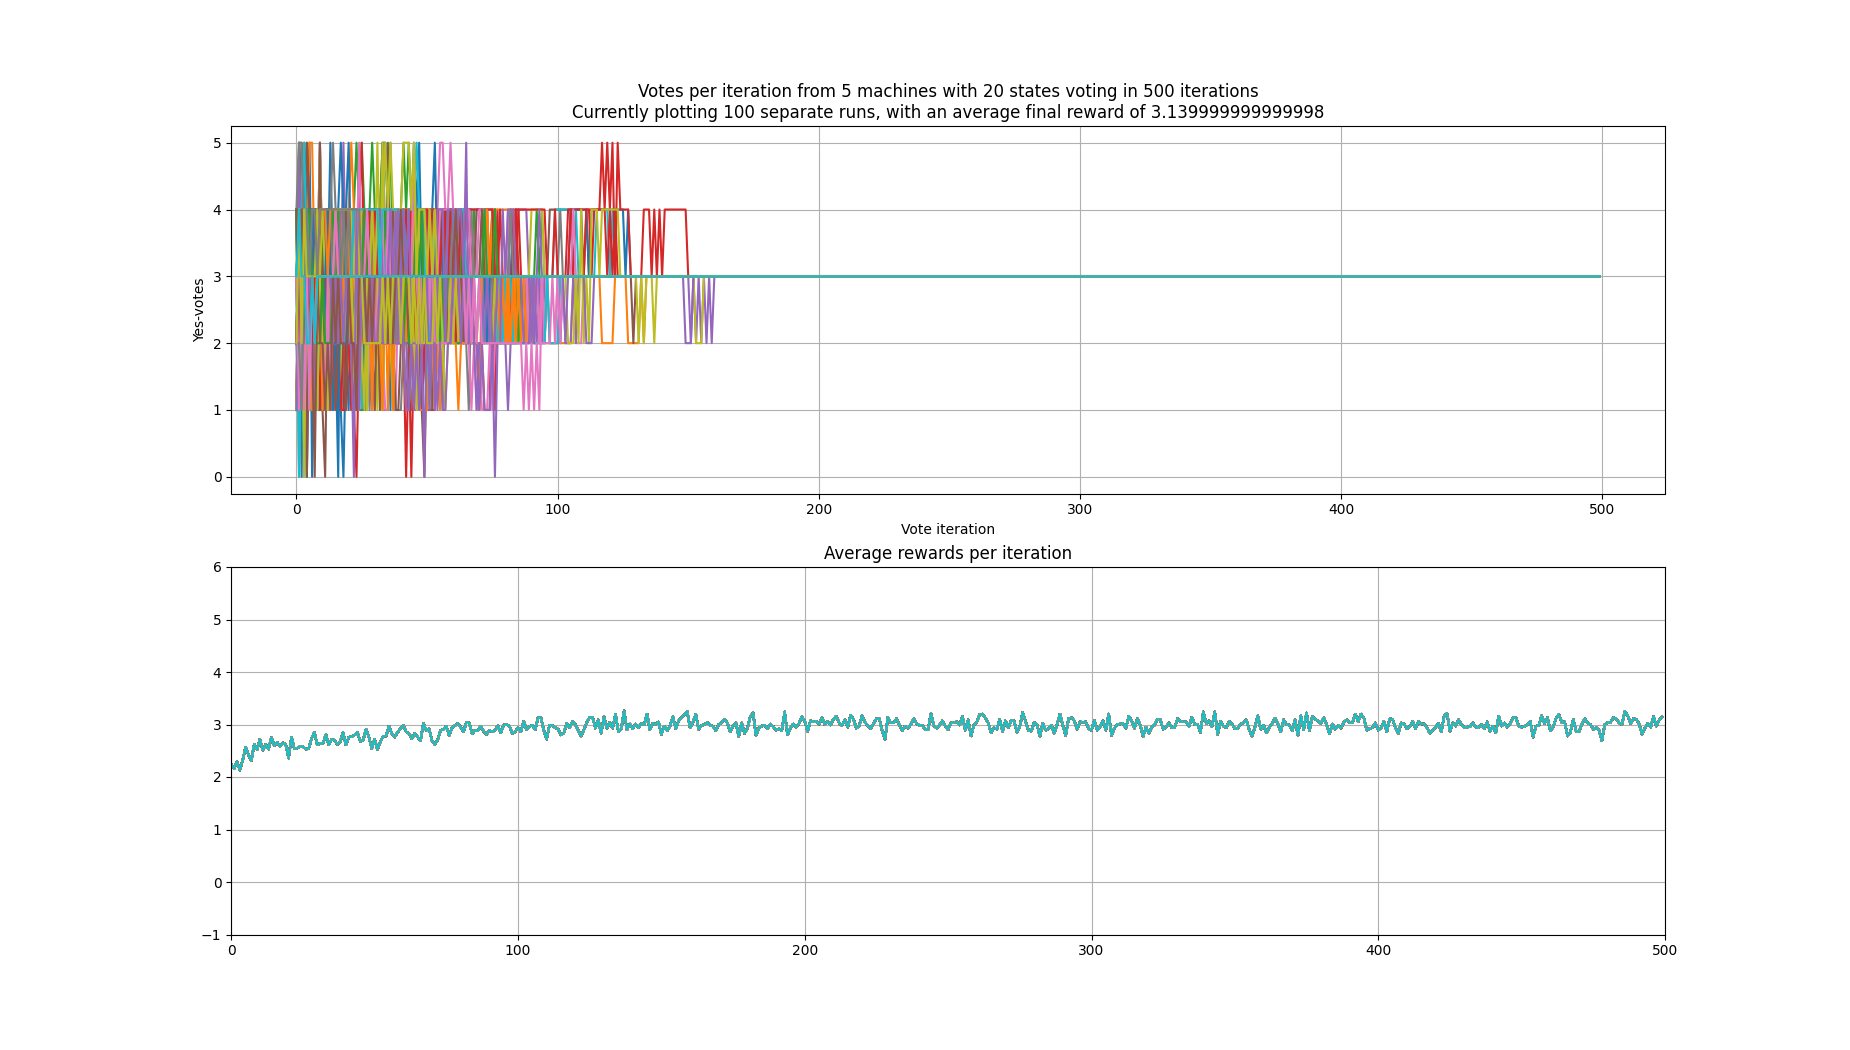 Votes per iteration from 5 machines with 20 states voting in 500 iterations
Currently plotting 100 separate runs, with an average final reward of 3.139999999999998
5
4
3
2
1
0
Yes-votes
0 100 200 300 400 500
Vote iteration
Average rewards per iteration
6
5
4
3
2
1
0
−1
0 100 200 300 400 500